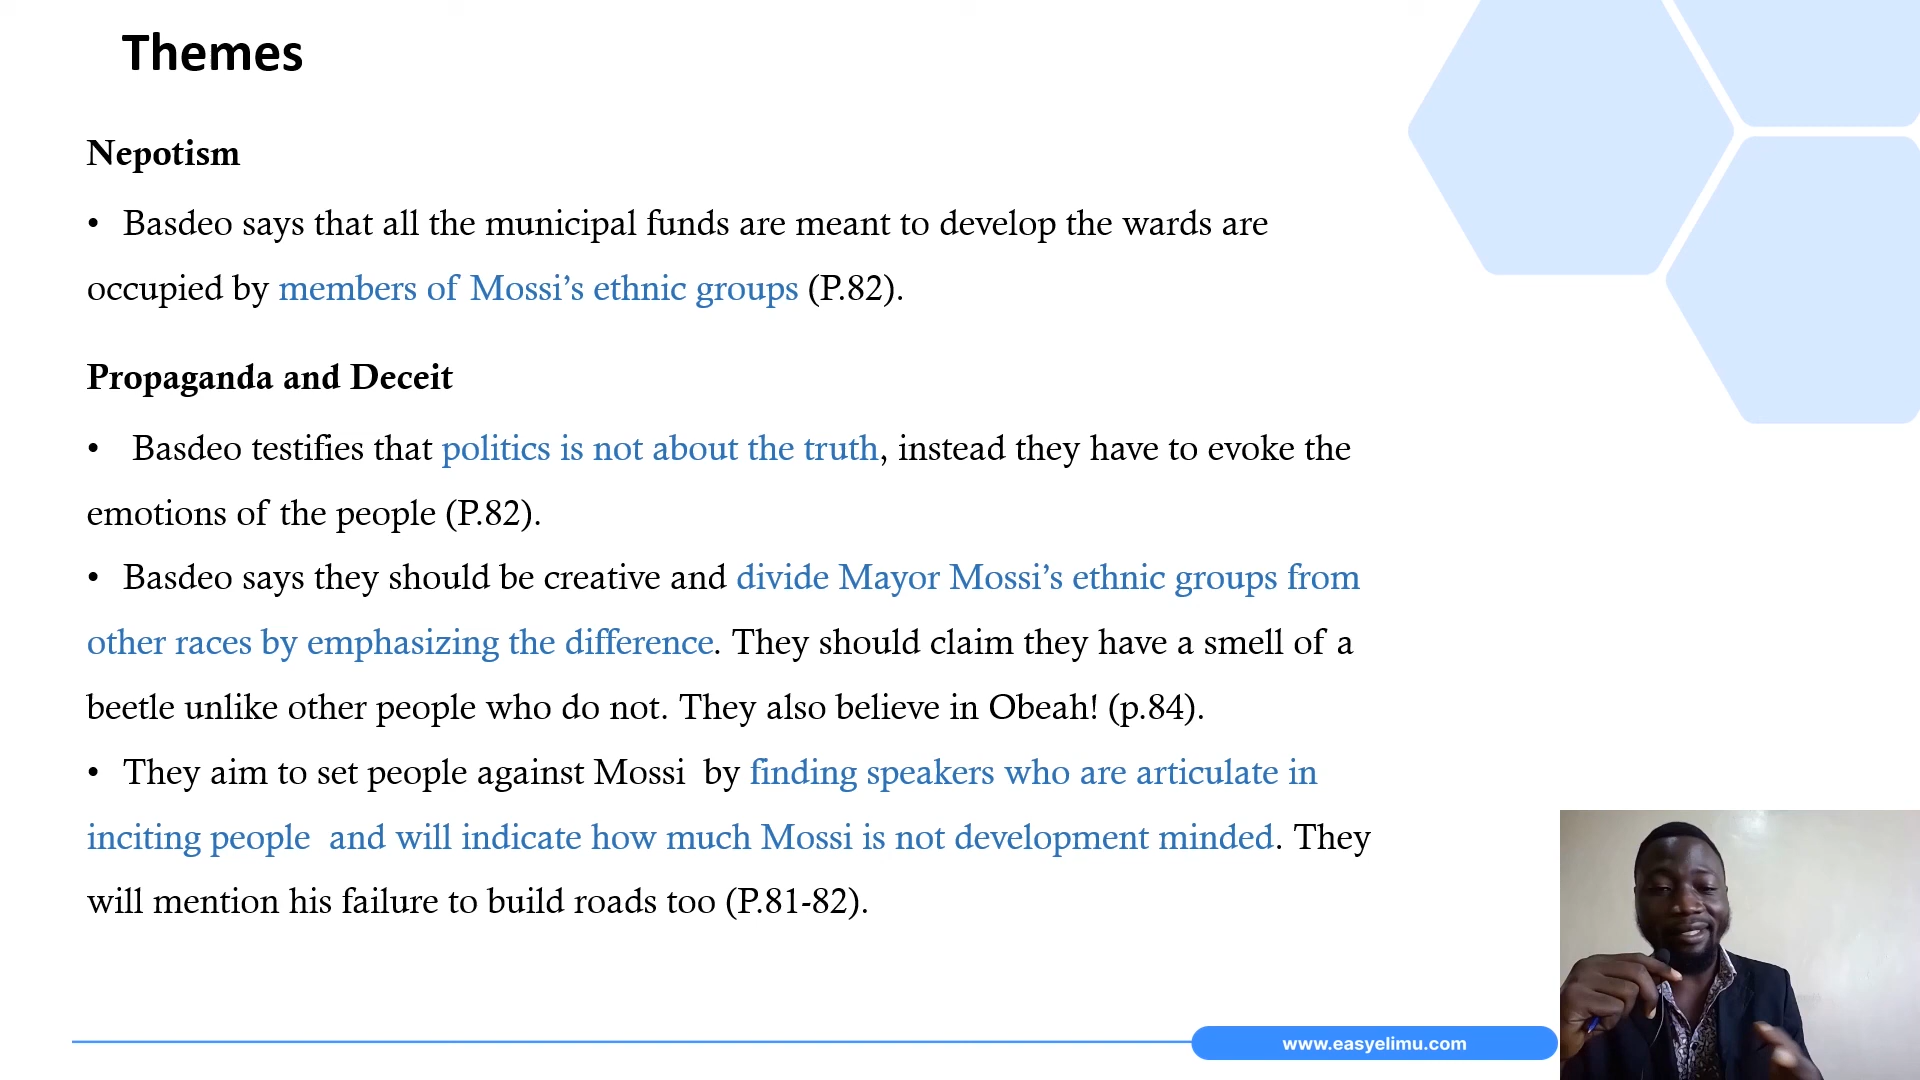 Themes
Nepotism
• Basdeo says that all the municipal funds are meant to develop the wards are
occupied by members of Mossi’s ethnic groups (P.82).
Propaganda and Deceit
• Basdeo testifies that politics is not about the truth, instead they have to evoke the
emotions of the people (P.82).
• Basdeo says they should be creative and divide Mayor Mossi’s ethnic groups from
other races by emphasizing the difference. They should claim they have a smell of a
beetle unlike other people who do not. They also believe in Obeah! (p.84).
• They aim to set people against Mossi by finding speakers who are articulate in
inciting people and will indicate how much Mossi is not development minded. They
will mention his failure to build roads too (P.81-82).
www.easyelimu.com